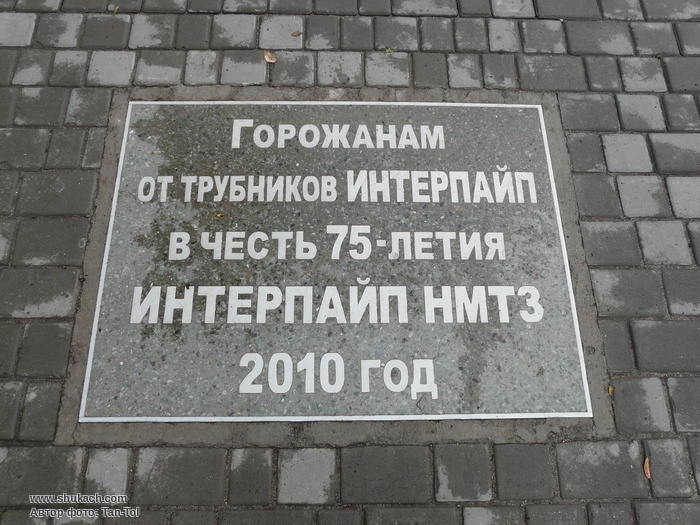 Горожанам
от трубников ИНТЕРПАЙП
в честь 75-летия
ИНТЕРПАЙП НМТЗ
2010 год
www.shukach.com
Автор фото: Tan-Tol